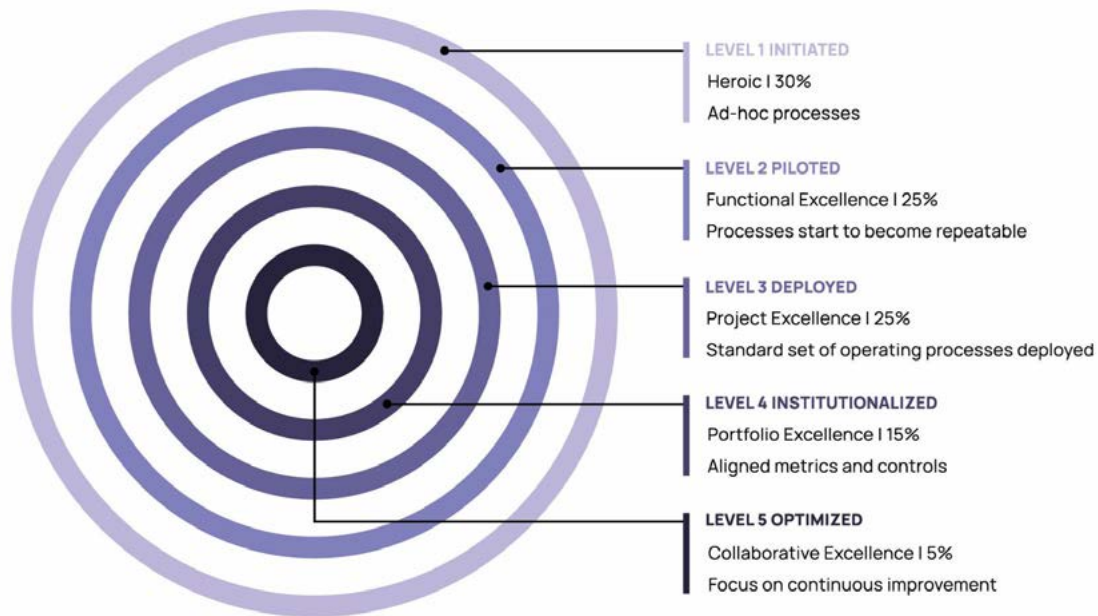 LEVEL 1 INITIATED
Heroic | 30%
Ad-hoc processes
LEVEL 2 PILOTED
Functional Excellence | 25%
Processes start to become repeatable
LEVEL 3 DEPLOYED
Project Excellence | 25%
Standard set of operating processes deployed
LEVEL 4 INSTITUTIONALIZED
Portfolio Excellence | 15%
Aligned metrics and controls
LEVEL 5 OPTIMIZED
Collaborative Excellence | 5%
Focus on continuous improvement